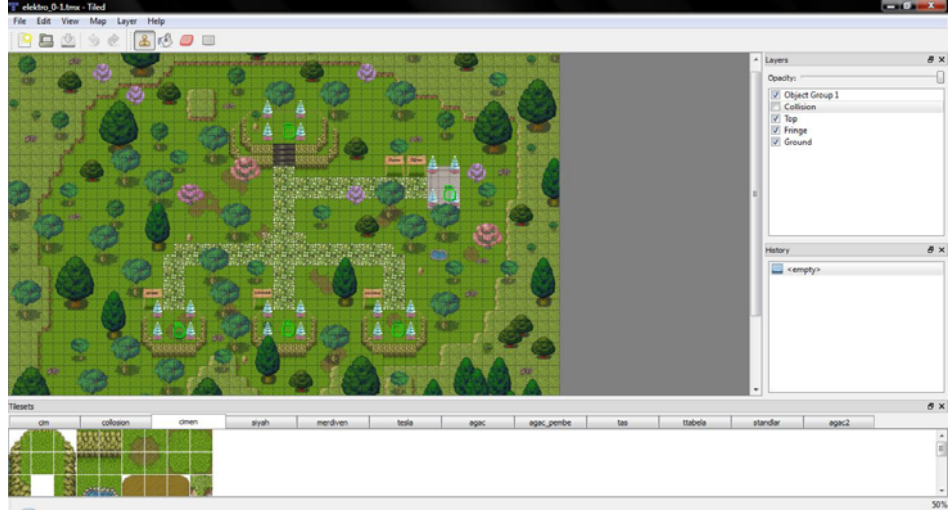 elektro_0-1.tmx - Tiled
File Edit View Map Layer Help
Layers
Opacity:
Object Group 1
Collision
Top
Fringe
Ground
History
<empty>
Tilesets
cim collosion cimen siyah merdiven tesla agac agac_pembe tas ttabela standlar agac2
50%